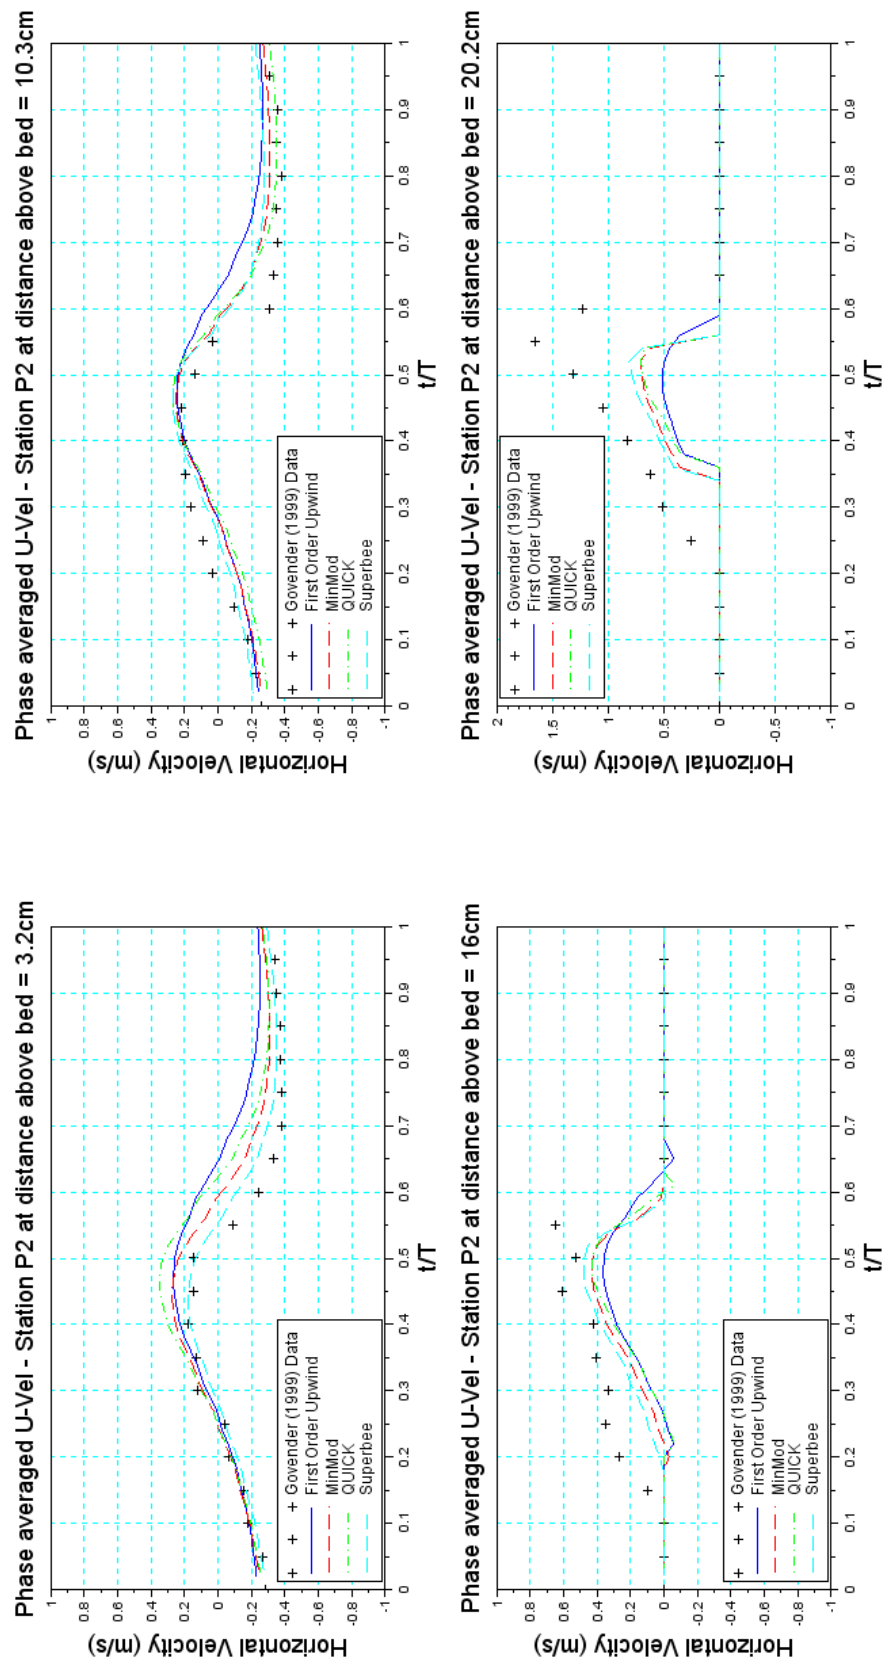 Phase averaged U-Vel - Station P2 at distance above bed = 3.2cm
Horizontal Velocity (m/s)
1
0.8
0.6
0.4
0.2
0
-0.2
-0.4
-0.6
-0.8
-1
Govender (1999) Data
First Order Upwind
MinMod
QUICK
Superbee
0 0.1 0.2 0.3 0.4 0.5 0.6 0.7 0.8 0.9 1
t/T
Phase averaged U-Vel - Station P2 at distance above bed = 10.3cm
Horizontal Velocity (m/s)
1
0.8
0.6
0.4
0.2
0
-0.2
-0.4
-0.6
-0.8
-1
Govender (1999) Data
First Order Upwind
MinMod
QUICK
Superbee
0 0.1 0.2 0.3 0.4 0.5 0.6 0.7 0.8 0.9 1
t/T
Phase averaged U-Vel - Station P2 at distance above bed = 16cm
Horizontal Velocity (m/s)
1
0.8
0.6
0.4
0.2
0
-0.2
-0.4
-0.6
-0.8
-1
Govender (1999) Data
First Order Upwind
MinMod
QUICK
Superbee
0 0.1 0.2 0.3 0.4 0.5 0.6 0.7 0.8 0.9 1
t/T
Phase averaged U-Vel - Station P2 at distance above bed = 20.2cm
Horizontal Velocity (m/s)
2
1.5
1
0.5
0
-0.5
-1
Govender (1999) Data
First Order Upwind
MinMod
QUICK
Superbee
0 0.1 0.2 0.3 0.4 0.5 0.6 0.7 0.8 0.9 1
t/T